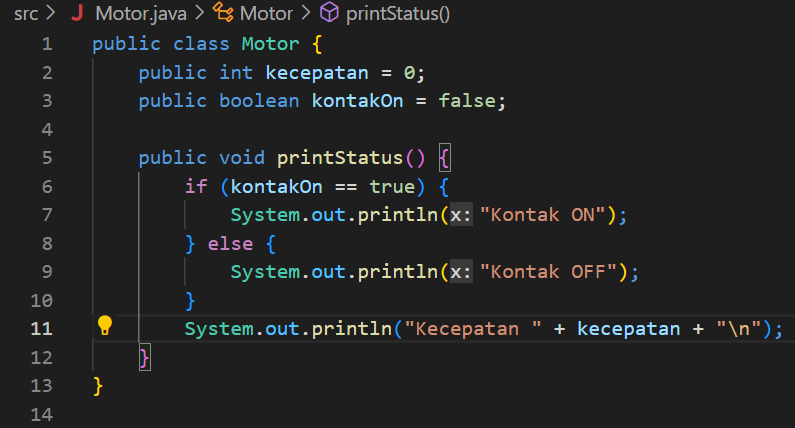 src > J Motor.java > Motor > printStatus()
1 public class Motor {
2 public int kecepatan = 0;
3 public boolean kontakOn = false;
4
5 public void printStatus() {
6 if (kontakOn == true) {
7 System.out.println(x: "Kontak ON");
8 } else {
9 System.out.println(x: "Kontak OFF");
10 }
11 System.out.println("Kecepatan " + kecepatan + "\n");
12 }
13 }
14